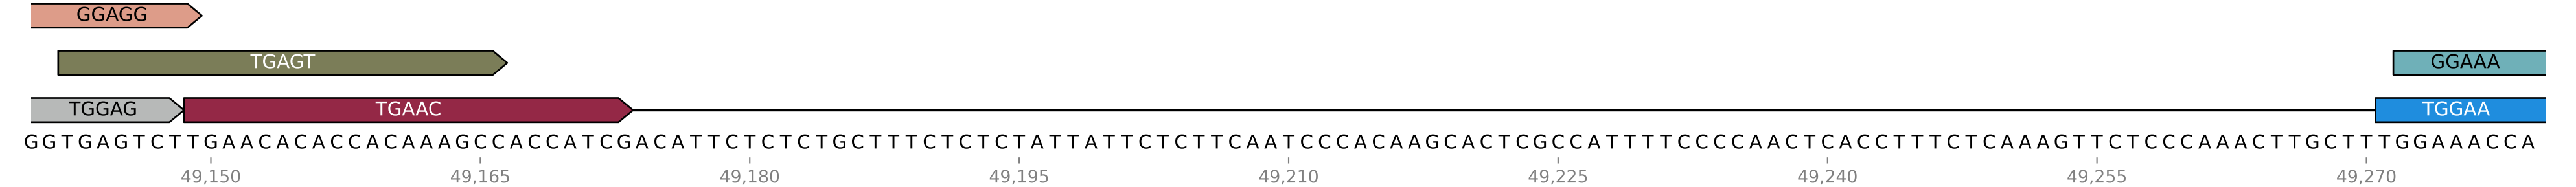 GGAGG
TGAGT GGAAA
TGGAG TGAAC TGGAA
GGTGAGTCTTGAACACACCACAAAGCCACCATCGACATTCTCTCTGCTTTCTCTCTATTATTCTCTTCAATCCCACAAGCACTCGCCATTTTCCCCAACTCACCTTTCTCAAAGTTCTCCCAAACTTGCTTTGGAAACCA
49,150 49,165 49,180 49,195 49,210 49,225 49,240 49,255 49,270